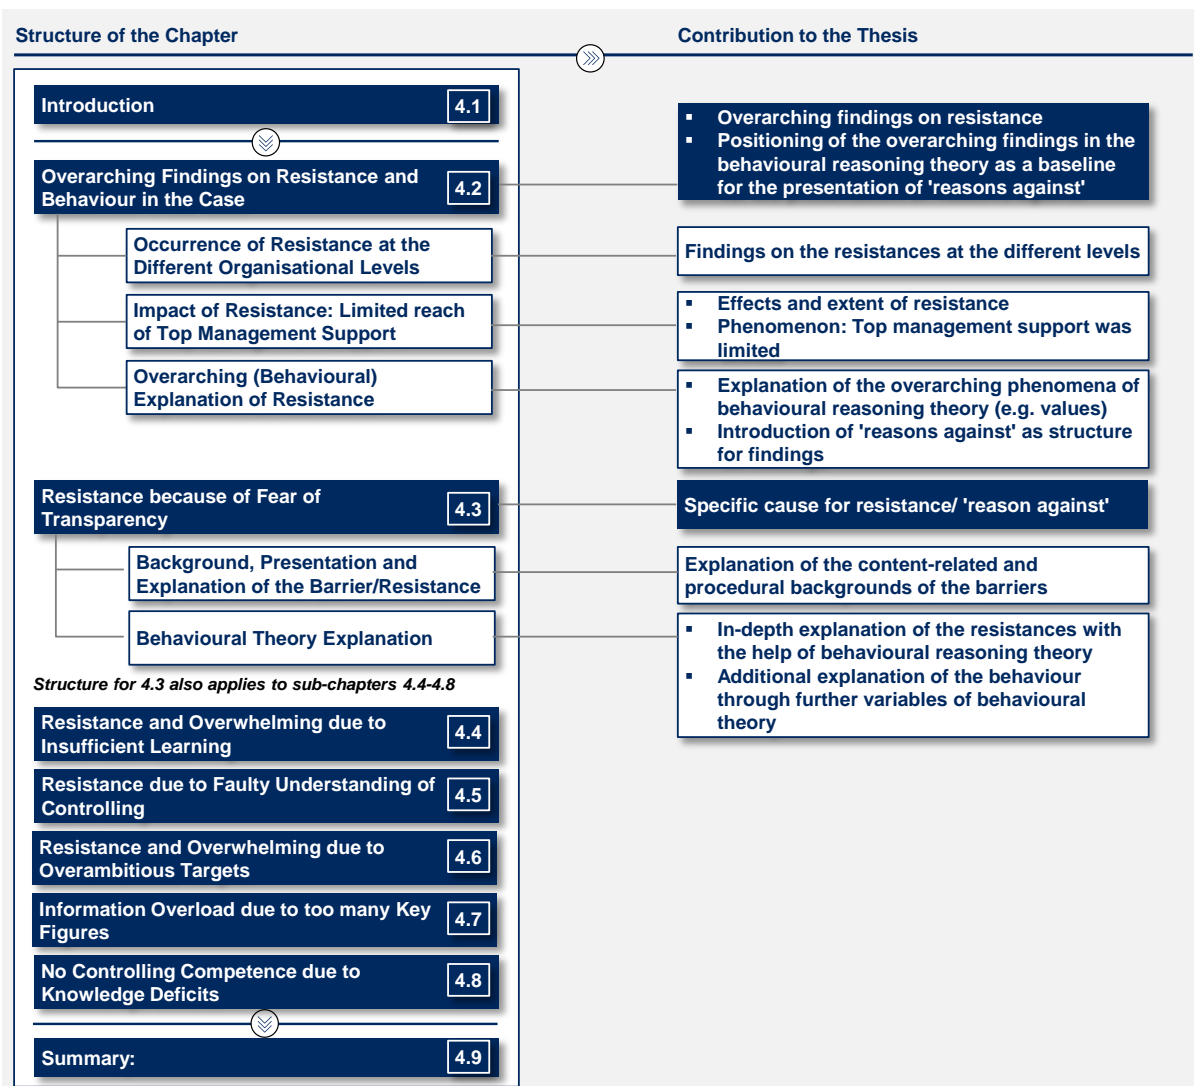 Structure of the Chapter
Contribution to the Thesis
Introduction
4.1
Overarching Findings on Resistance and
Behaviour in the Case
4.2
▪ Overarching findings on resistance
▪ Positioning of the overarching findings in the
behavioural reasoning theory as a baseline
for the presentation of 'reasons against'
Occurrence of Resistance at the
Different Organisational Levels
Findings on the resistances at the different levels
Impact of Resistance: Limited reach
of Top Management Support
▪ Effects and extent of resistance
▪ Phenomenon: Top management support was
limited
Overarching (Behavioural)
Explanation of Resistance
▪ Explanation of the overarching phenomena of
behavioural reasoning theory (e.g. values)
▪ Introduction of 'reasons against' as structure
for findings
Resistance because of Fear of
Transparency
4.3
Specific cause for resistance/ 'reason against'
Background, Presentation and
Explanation of the Barrier/Resistance
Explanation of the content-related and
procedural backgrounds of the barriers
Behavioural Theory Explanation
▪ In-depth explanation of the resistances with
the help of behavioural reasoning theory
▪ Additional explanation of the behaviour
through further variables of behavioural
theory
Structure for 4.3 also applies to sub-chapters 4.4-4.8
Resistance and Overwhelming due to
Insufficient Learning
4.4
Resistance due to Faulty Understanding of
Controlling
4.5
Resistance and Overwhelming due to
Overambitious Targets
4.6
Information Overload due to too many Key
Figures
4.7
No Controlling Competence due to
Knowledge Deficits
4.8
Summary:
4.9